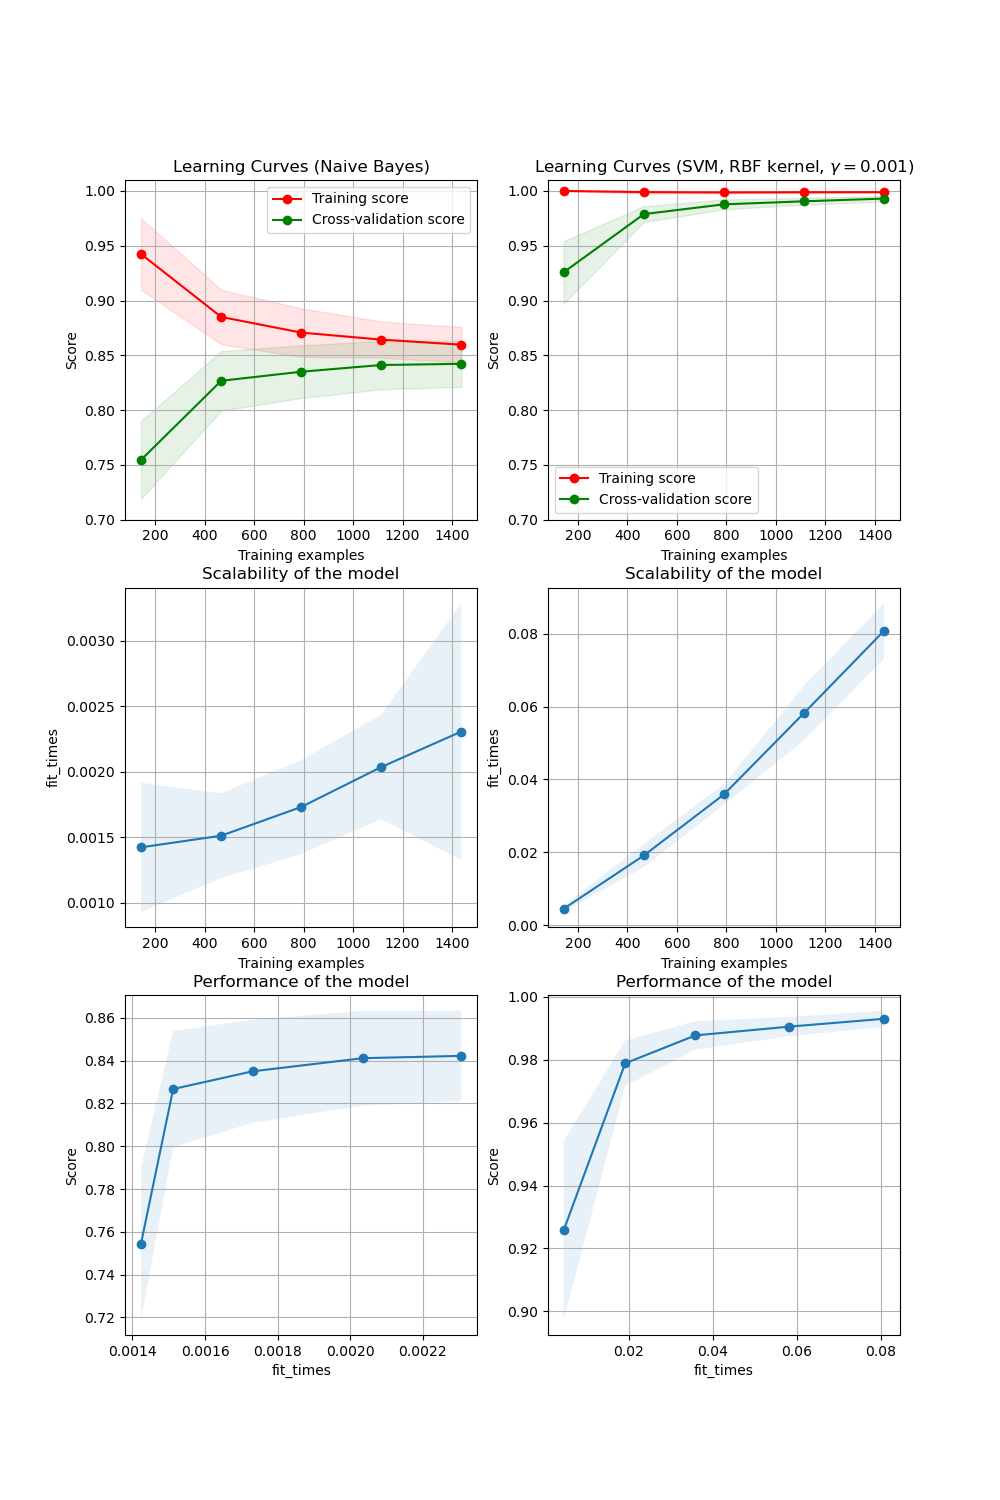 Learning Curves (Naive Bayes)
Training score
Cross-validation score
1.00
0.95
0.90
0.85
0.80
0.75
0.70
Score
200 400 600 800 1000 1200 1400
Training examples
Learning Curves (SVM, RBF kernel, γ = 0.001)
1.00
0.95
0.90
0.85
0.80
0.75
0.70
Score
Training score
Cross-validation score
200 400 600 800 1000 1200 1400
Training examples
Scalability of the model
0.0030
0.0025
0.0020
0.0015
0.0010
fit_times
200 400 600 800 1000 1200 1400
Training examples
Scalability of the model
0.08
0.06
0.04
0.02
0.00
fit_times
200 400 600 800 1000 1200 1400
Training examples
Performance of the model
0.86
0.84
0.82
0.80
0.78
0.76
0.74
0.72
Score
0.0014 0.0016 0.0018 0.0020 0.0022
fit_times
Performance of the model
1.00
0.98
0.96
0.94
0.92
0.90
Score
0.02 0.04 0.06 0.08
fit_times